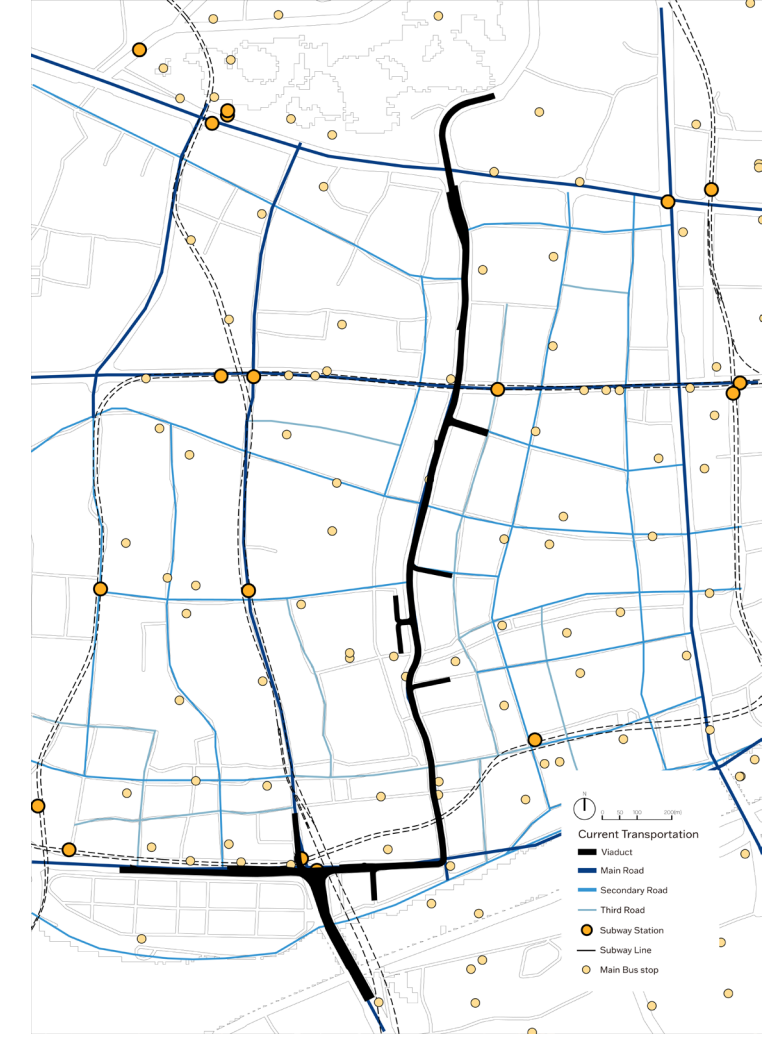 N
0 50 100 200(m)
Current Transportation
Viaduct
Main Road
Secondary Road
Third Road
Subway Station
Subway Line
Main Bus stop